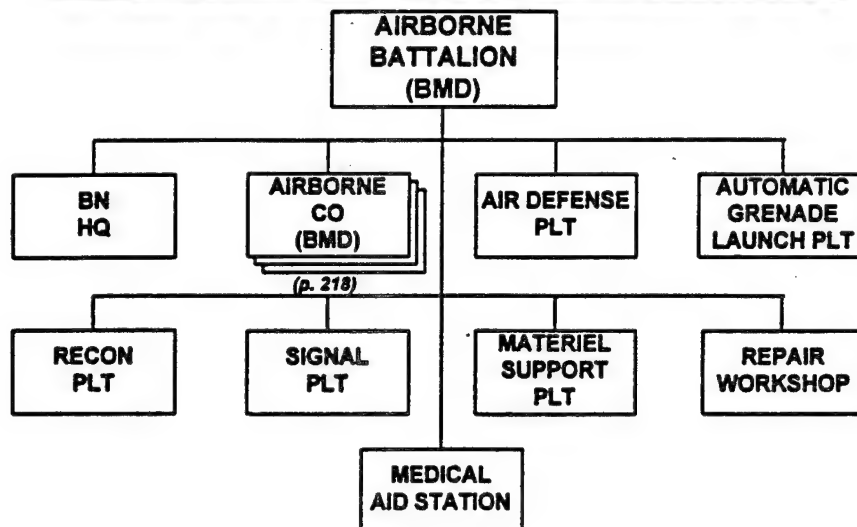 AIRBORNE
BATTALION
(BMD)
BN
HQ
AIRBORNE
CO
(BMD)
(p. 218)
AIR DEFENSE
PLT
AUTOMATIC
GRENADE
LAUNCH PLT
RECON
PLT
SIGNAL
PLT
MATERIEL
SUPPORT
PLT
REPAIR
WORKSHOP
MEDICAL
AID STATION